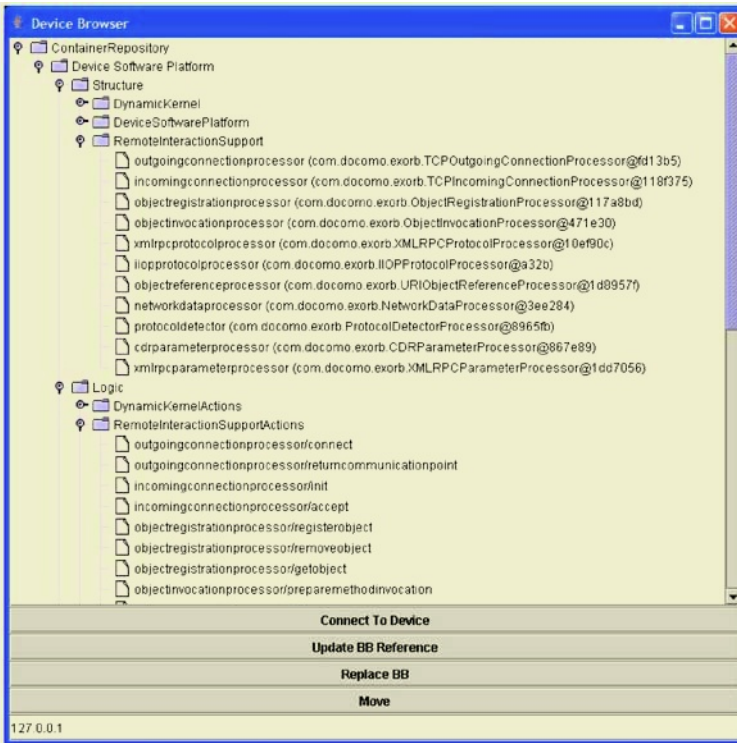 Device Browser
ContainerRepository
Device Software Platform
Structure
DynamicKernel
DeviceSoftwarePlatform
RemoteInteractionSupport
outgoingconnectionprocessor (com.docomo.exorb.TCPOutgoingConnectionProcessor@fd13b5)
incomingconnectionprocessor (com.docomo.exorb.TCPIncomingConnectionProcessor@118f375)
objectregistrationprocessor (com.docomo.exorb.ObjectRegistrationProcessor@117a8bd)
objectinvocationprocessor (com.docomo.exorb.ObjectInvocationProcessor@471e30)
xmlrpcprotocolprocessor (com.docomo.exorb.XMLRPCProtocolProcessor@10ef90c)
iiopprotocolprocessor (com.docomo.exorb.IIOPProtocolProcessor@a32b)
objectreferenceprocessor (com.docomo.exorb.URIObjectReferenceProcessor@1d8957f)
networkdataprocessor (com.docomo.exorb.NetworkDataProcessor@3ee284)
protocoldetector (com.docomo.exorb.ProtocolDetectorProcessor@8965fb)
cdrparameterprocessor (com.docomo.exorb.CDRParameterProcessor@867e89)
xmlrpcparameterprocessor (com.docomo.exorb.XMLRPCParameterProcessor@1dd7056)
Logic
DynamicKernelActions
RemoteInteractionSupportActions
outgoingconnectionprocessor/connect
outgoingconnectionprocessor/returncommunicationpoint
incomingconnectionprocessor/init
incomingconnectionprocessor/accept
objectregistrationprocessor/registerobject
objectregistrationprocessor/removeobject
objectregistrationprocessor/getobject
objectinvocationprocessor/preparemethodinvocation
Connect To Device
Update BB Reference
Replace BB
Move
127.0.0.1